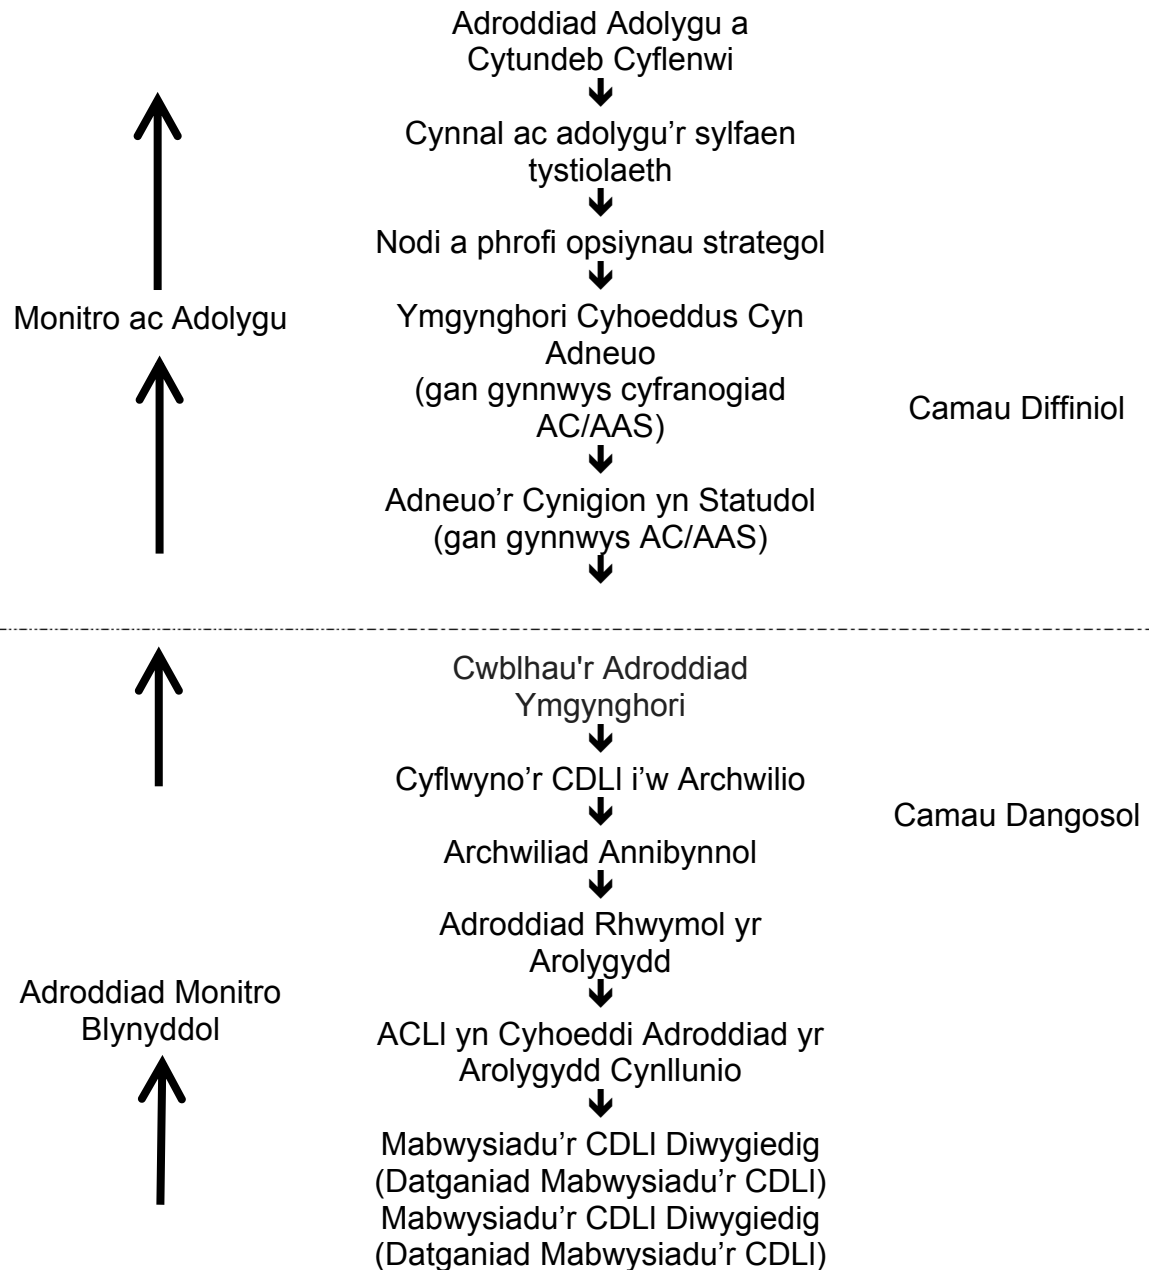 Adroddiad Adolygu a
Cytundeb Cyflenwi
Cynnal ac adolygu’r sylfaen
tystiolaeth
Nodi a phrofi opsiynau strategol
Monitro ac Adolygu
Ymgynghori Cyhoeddus Cyn
Adneuo
(gan gynnwys cyfranogiad
AC/AAS)
Camau Diffiniol
Adneuo’r Cynigion yn Statudol
(gan gynnwys AC/AAS)
Cwblhau'r Adroddiad
Ymgynghori
Cyflwyno’r CDLl i’w Archwilio
Camau Dangosol
Archwiliad Annibynnol
Adroddiad Rhwymol yr
Arolygydd
Adroddiad Monitro
Blynyddol
ACLl yn Cyhoeddi Adroddiad yr
Arolygydd Cynllunio
Mabwysiadu’r CDLl Diwygiedig
(Datganiad Mabwysiadu’r CDLl)
Mabwysiadu’r CDLl Diwygiedig
(Datganiad Mabwysiadu’r CDLl)